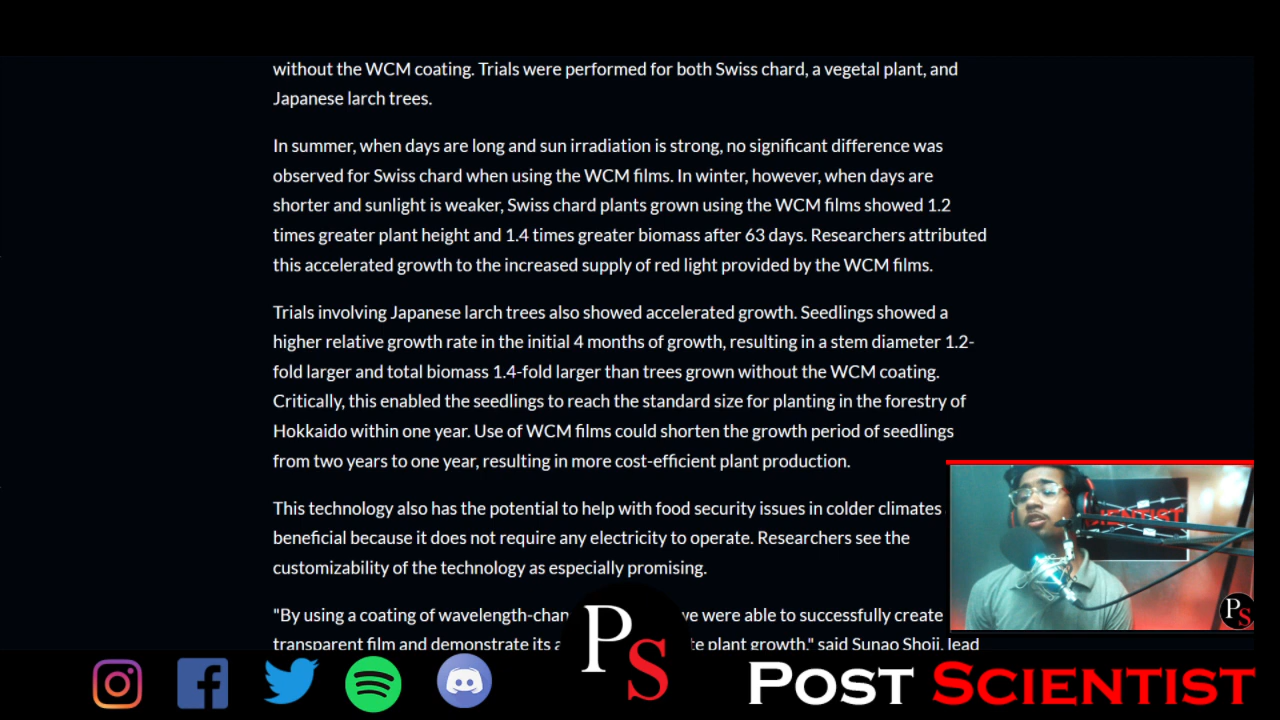 without the WCM coating. Trials were performed for both Swiss chard, a vegetal plant, and
Japanese larch trees.
In summer, when days are long and sun irradiation is strong, no significant difference was
observed for Swiss chard when using the WCM films. In winter, however, when days are
shorter and sunlight is weaker, Swiss chard plants grown using the WCM films showed 1.2
times greater plant height and 1.4 times greater biomass after 63 days. Researchers attributed
this accelerated growth to the increased supply of red light provided by the WCM films.
Trials involving Japanese larch trees also showed accelerated growth. Seedlings showed a
higher relative growth rate in the initial 4 months of growth, resulting in a stem diameter 1.2-
fold larger and total biomass 1.4-fold larger than trees grown without the WCM coating.
Critically, this enabled the seedlings to reach the standard size for planting in the forestry of
Hokkaido within one year. Use of WCM films could shorten the growth period of seedlings
from two years to one year, resulting in more cost-efficient plant production.
This technology also has the potential to help with food security issues in colder climates
beneficial because it does not require any electricity to operate. Researchers see the
customizability of the technology as especially promising.
"By using a coating of wavelength-chan ve were able to successfully create
transparent film and demonstrate its a te plant growth," said Sunao Shoji, lead
PS
PS
POST SCIENTIST